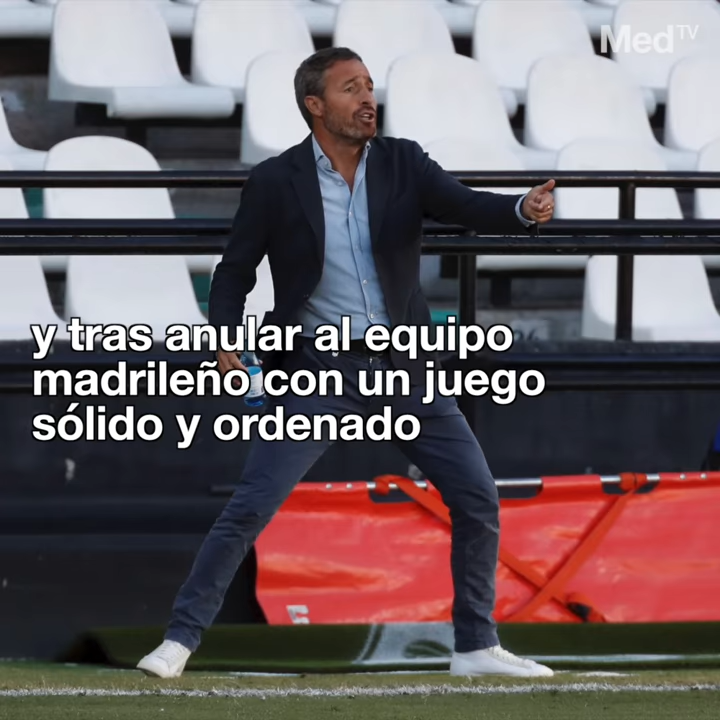 MedTV
y tras anular al equipo
madrileño con un juego
sólido y ordenado